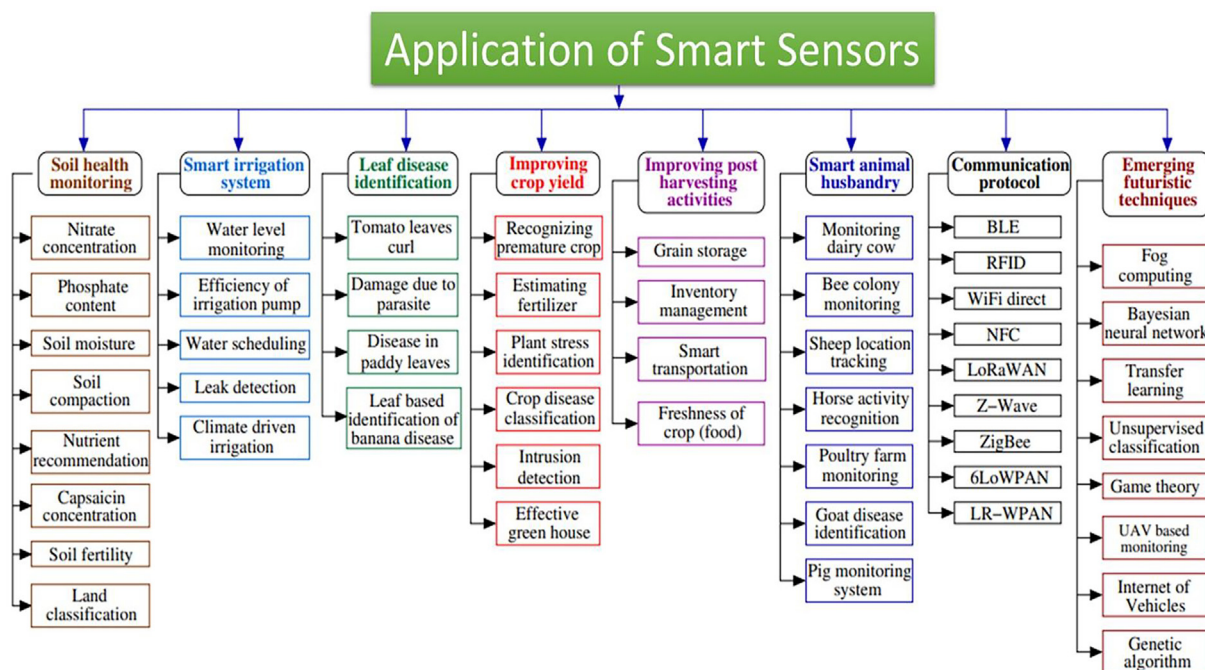 Application of Smart Sensors
Soil health
monitoring
Nitrate
concentration
Phosphate
content
Soil moisture
Soil
compaction
Nutrient
recommendation
Capsaicin
concentration
Soil fertility
Land
classification
Smart irrigation
system
Water level
monitoring
Efficiency of
irrigation pump
Water scheduling
Leak detection
Climate driven
irrigation
Leaf disease
identification
Tomato leaves
curl
Damage due to
parasite
Disease in
paddy leaves
Leaf based
identification of
banana disease
Improving
crop yield
Recognizing
premature crop
Estimating
fertilizer
Plant stress
identification
Crop disease
classification
Intrusion
detection
Effective
green house
Improving post
harvesting
activities
Grain storage
Inventory
management
Smart
transportation
Freshness of
crop (food)
Smart animal
husbandry
Monitoring
dairy cow
Bee colony
monitoring
Sheep location
tracking
Horse activity
recognition
Poultry farm
monitoring
Goat disease
identification
Pig monitoring
system
Communication
protocol
BLE
RFID
WiFi direct
NFC
LoRaWAN
Z–Wave
ZigBee
6LoWPAN
LR–WPAN
Emerging
futuristic
techniques
Fog
computing
Bayesian
neural network
Transfer
learning
Unsupervised
classification
Game theory
UAV based
monitoring
Internet of
Vehicles
Genetic
algorithm